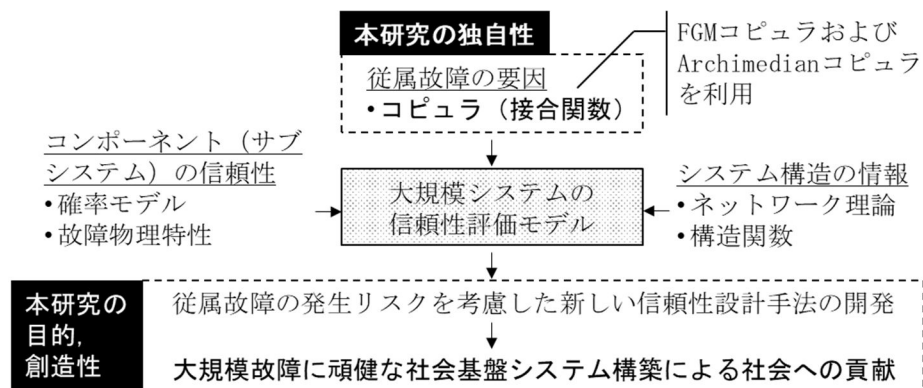 本研究の独自性
FGMコピュラおよび
Archimedianコピュラ
を利用
従属故障の要因
•コピュラ（接合関数）
コンポーネント（サブ
システム）の信頼性
•確率モデル
•故障物理特性
大規模システムの
信頼性評価モデル
システム構造の情報
•ネットワーク理論
•構造関数
本研究の
目的,
創造性
従属故障の発生リスクを考慮した新しい信頼性設計手法の開発
大規模故障に頑健な社会基盤システム構築による社会への貢献